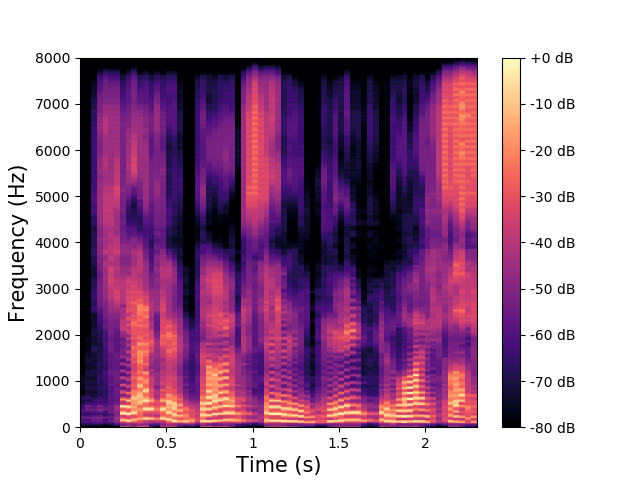 Frequency (Hz)
8000
7000
6000
5000
4000
3000
2000
1000
0
0 0.5 1 1.5 2
Time (s)
+0 dB
-10 dB
-20 dB
-30 dB
-40 dB
-50 dB
-60 dB
-70 dB
-80 dB